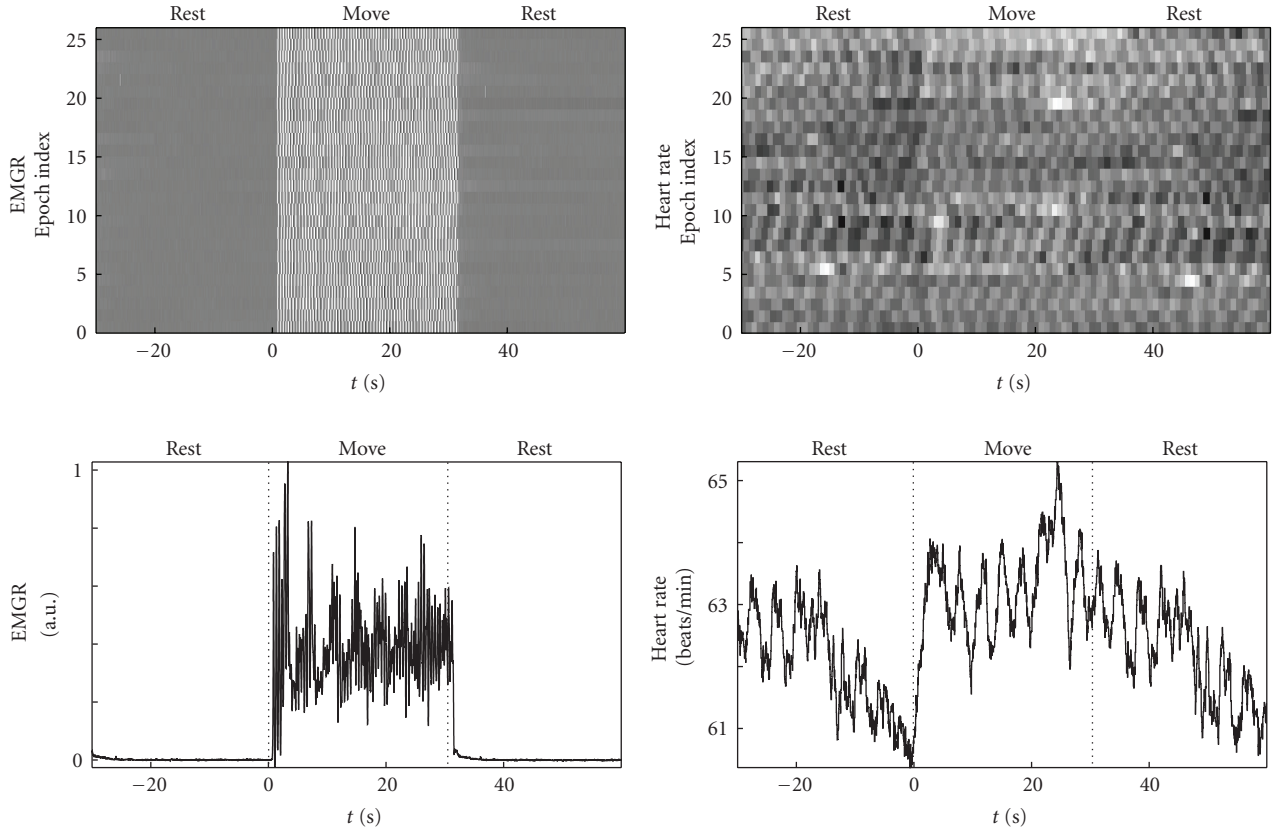 Rest Move Rest
EMGR
Epoch index
25
20
15
10
5
0
−20 0 20 40
t (s)
Rest Move Rest
Heart rate
Epoch index
25
20
15
10
5
0
−20 0 20 40
t (s)
Rest Move Rest
EMGR
(a.u.)
1
0
−20 0 20 40
t (s)
Rest Move Rest
Heart rate
(beats/min)
65
63
61
−20 0 20 40
t (s)